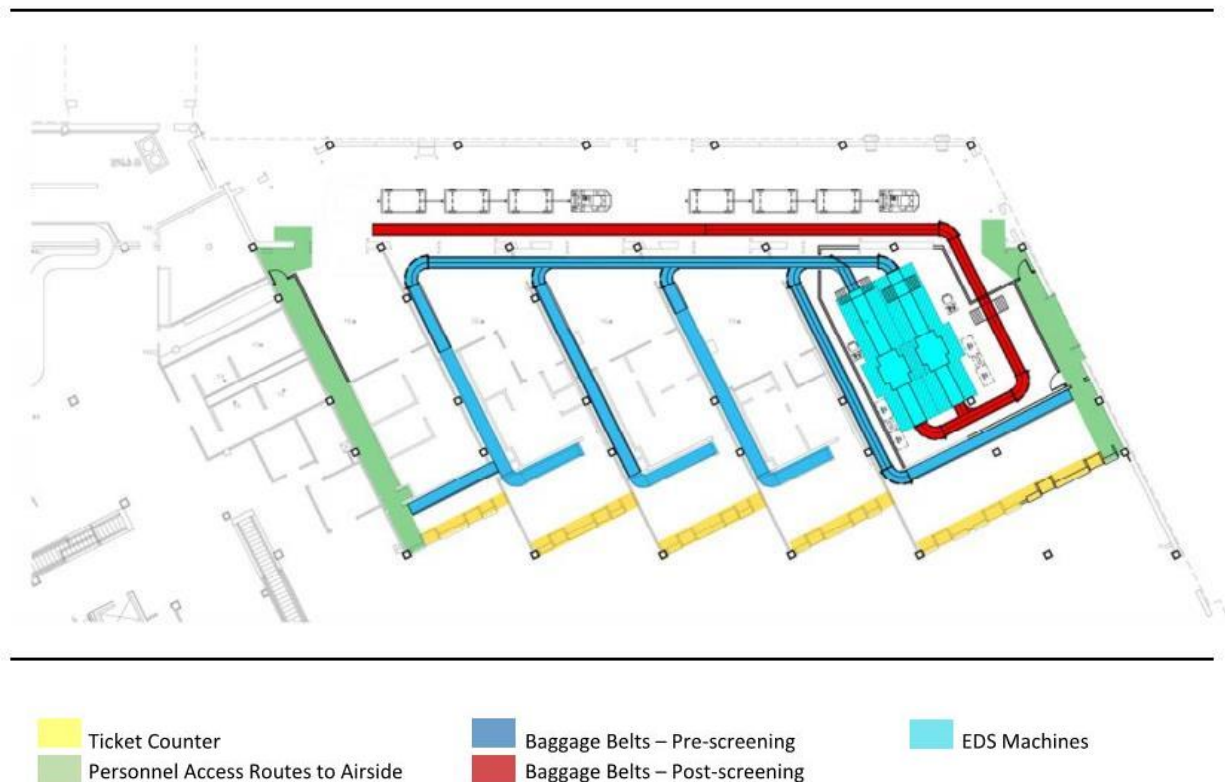 Ticket Counter
Personnel Access Routes to Airside
Baggage Belts – Pre-screening
Baggage Belts – Post-screening
EDS Machines